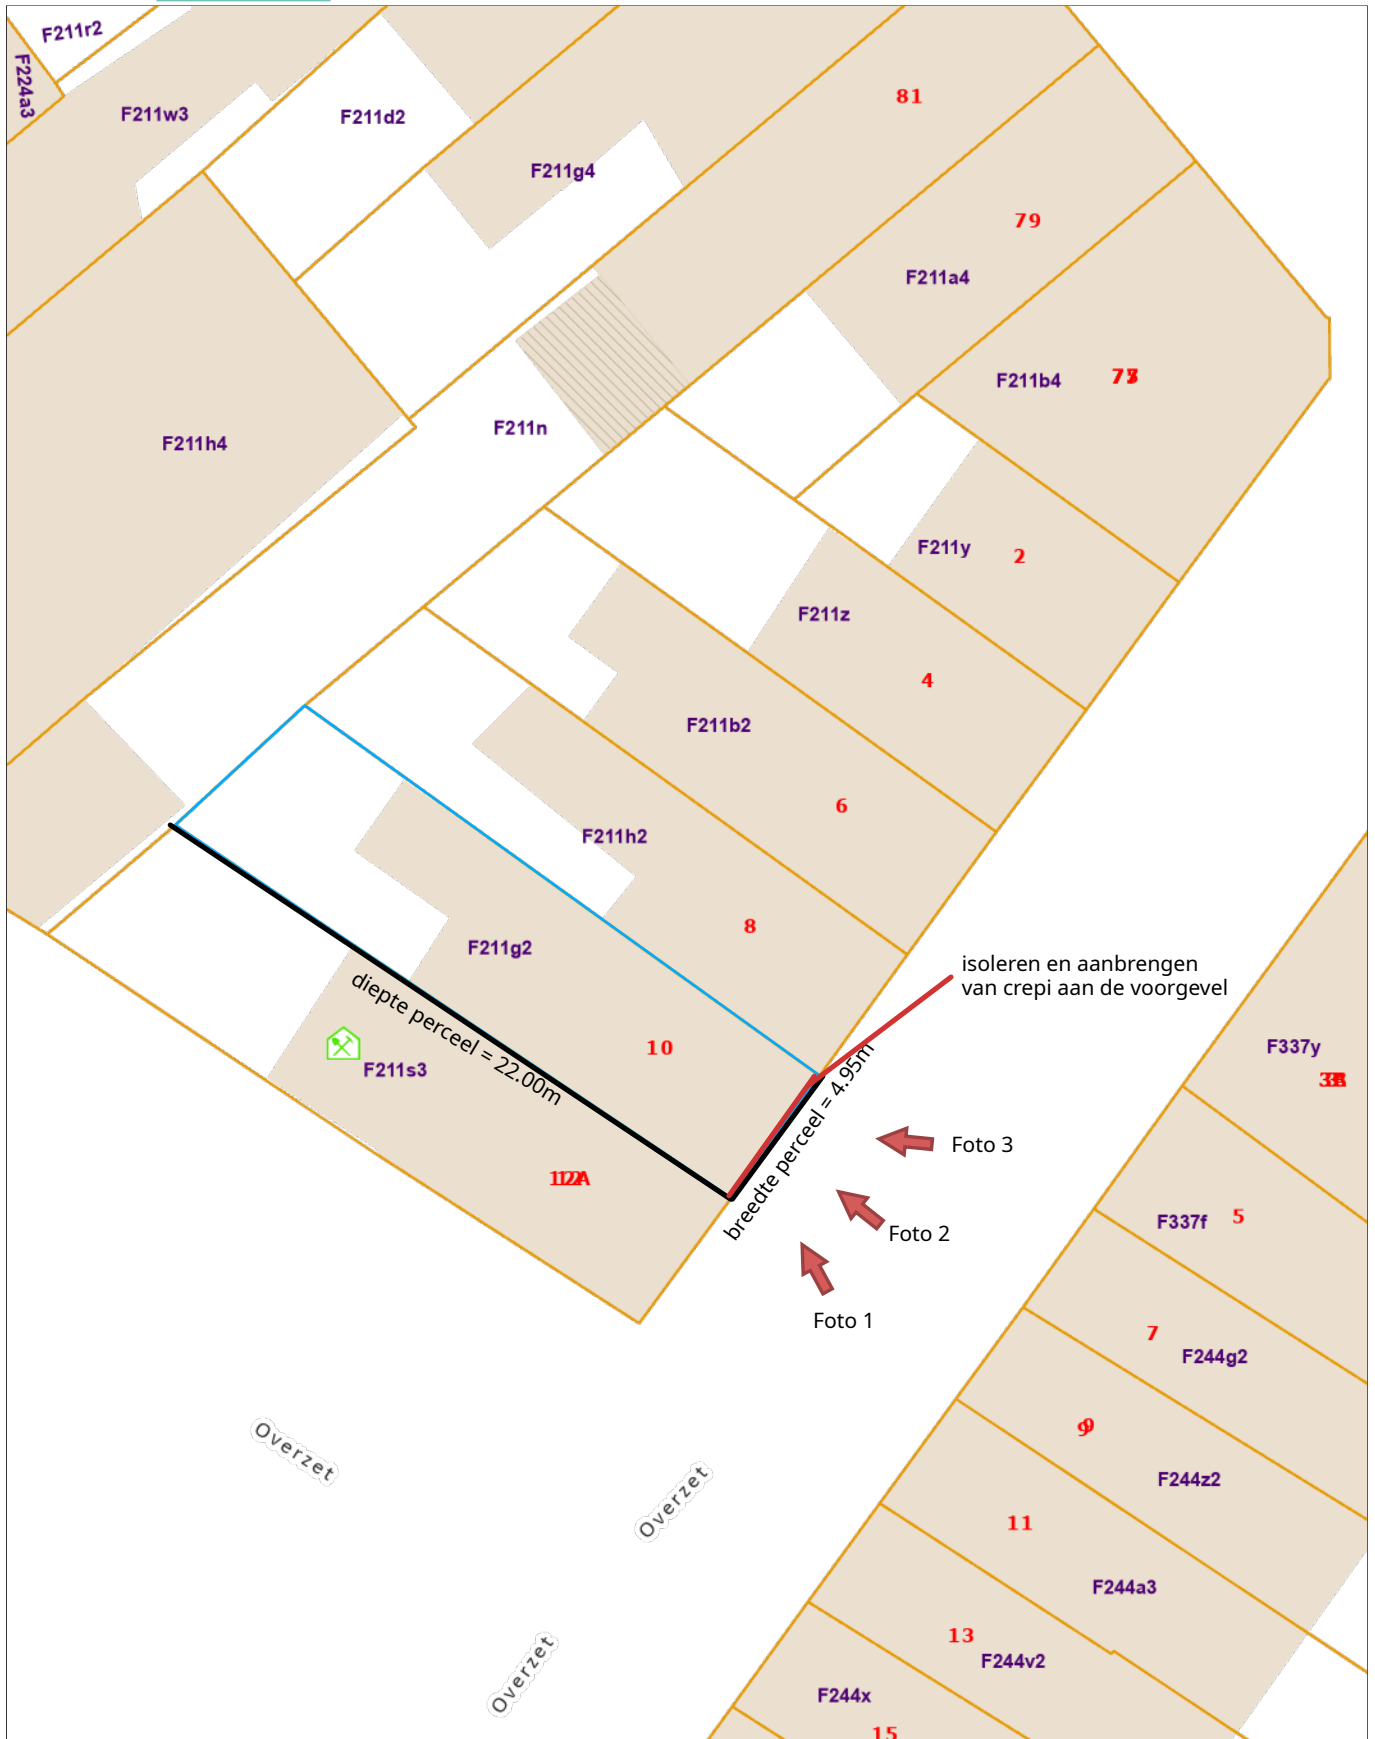 F211r2
F224a3
F211w3
F211d2
F211g4
81
79
F211a4
F211b4
F211h4
F211n
F211y
2
F211z
4
F211b2
6
F211h2
8
F211g2
isoleren en aanbrengen
van crepi aan de voorgevel
diepte perceel = 22.00m
10
F211s3
breedte perceel = 4.95m
F337y
Foto 3
12A
F337f
5
Foto 2
Foto 1
7
F244g2
9
9
Overzet
Overzet
F244z2
11
F244a3
13
F244v2
Overzet
F244x
15